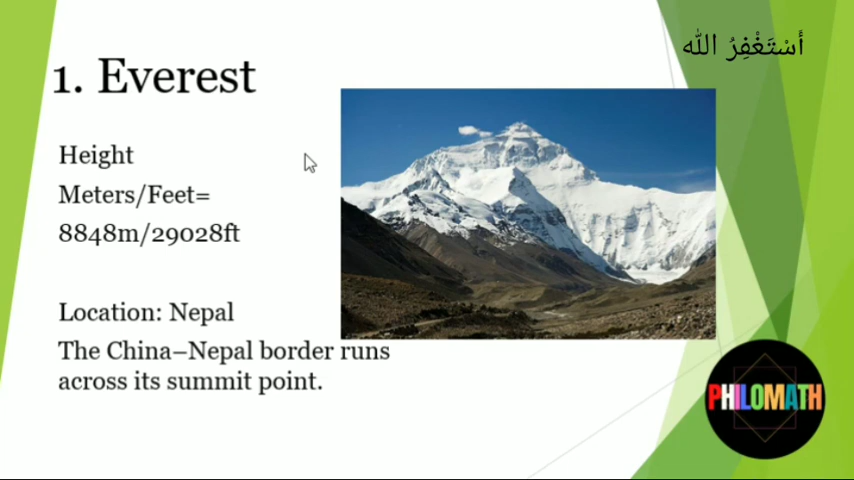 أَسْتَغْفِرُ اللّٰه
1. Everest
Height
Meters/Feet=
8848m/29028ft
Location: Nepal
The China–Nepal border runs
across its summit point.
PHILOMATH